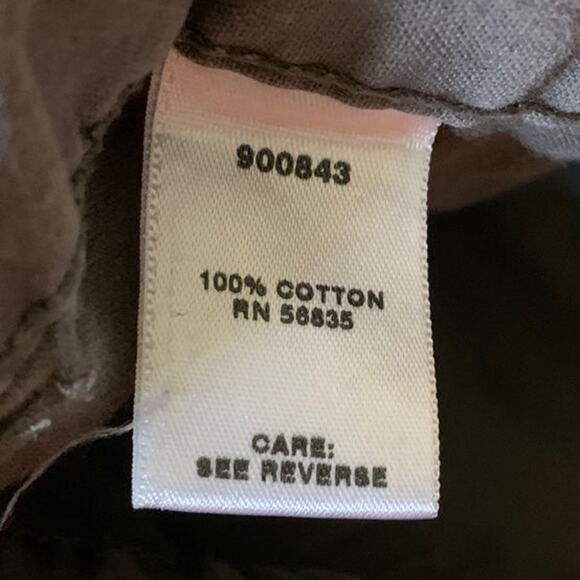 900843
100% COTTON
RN 56835
CARE:
SEE REVERSE